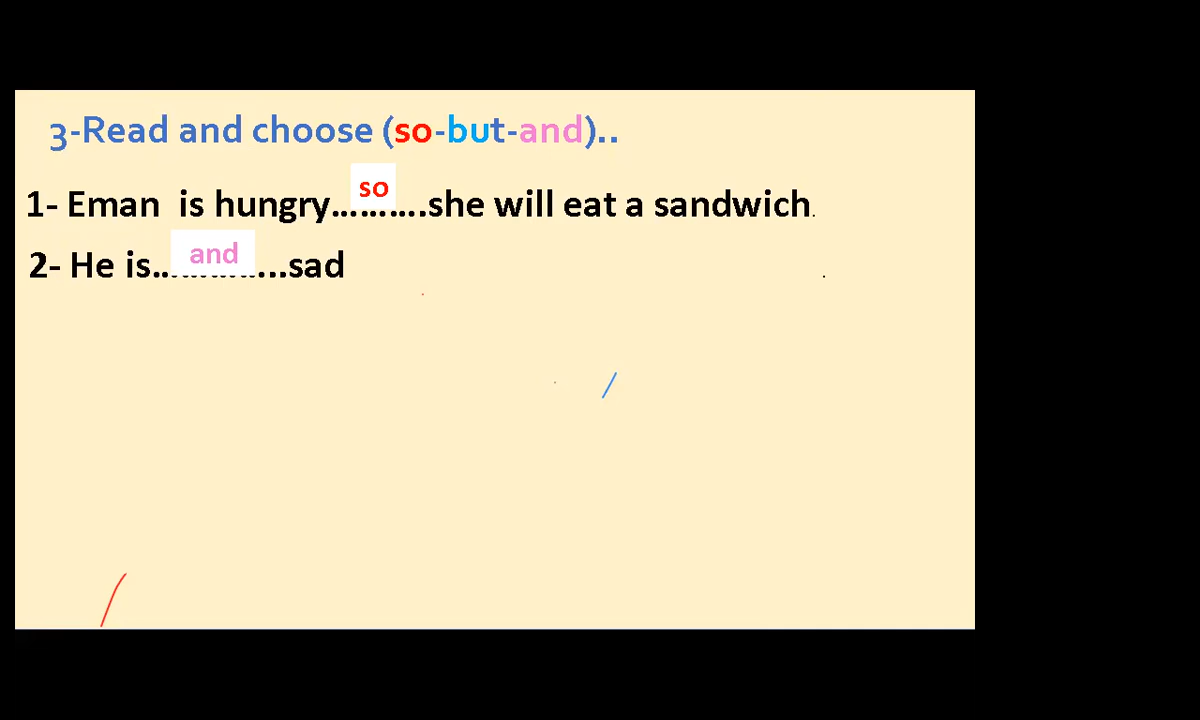 3-Read and choose (so-but-and)..
1- Eman is hungry……so….she will eat a sandwich.
2- He is…and…...sad